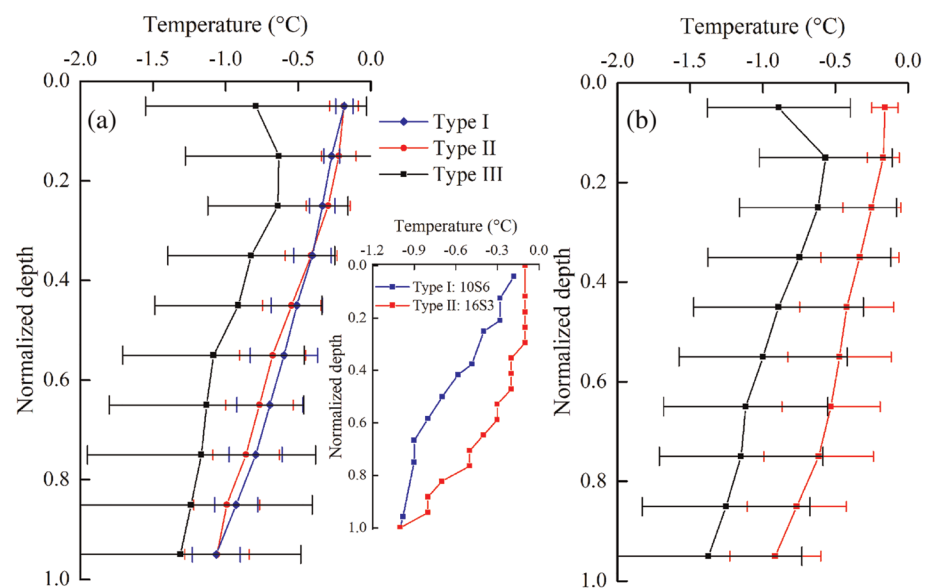 Temperature (°C)
-2.0 -1.5 -1.0 -0.5 0.0
0.0
0.2
0.4
0.6
0.8
1.0
Normalized depth
(a)
Type I
Type II
Type III
Temperature (°C)
-1.2 -0.9 -0.6 -0.3 0.0
0.0
0.2
0.4
0.6
0.8
1.0
Normalized depth
Type I: 10S6
Type II: 16S3
Temperature (°C)
-2.0 -1.5 -1.0 -0.5 0.0
0.0
0.2
0.4
0.6
0.8
1.0
Normalized depth
(b)